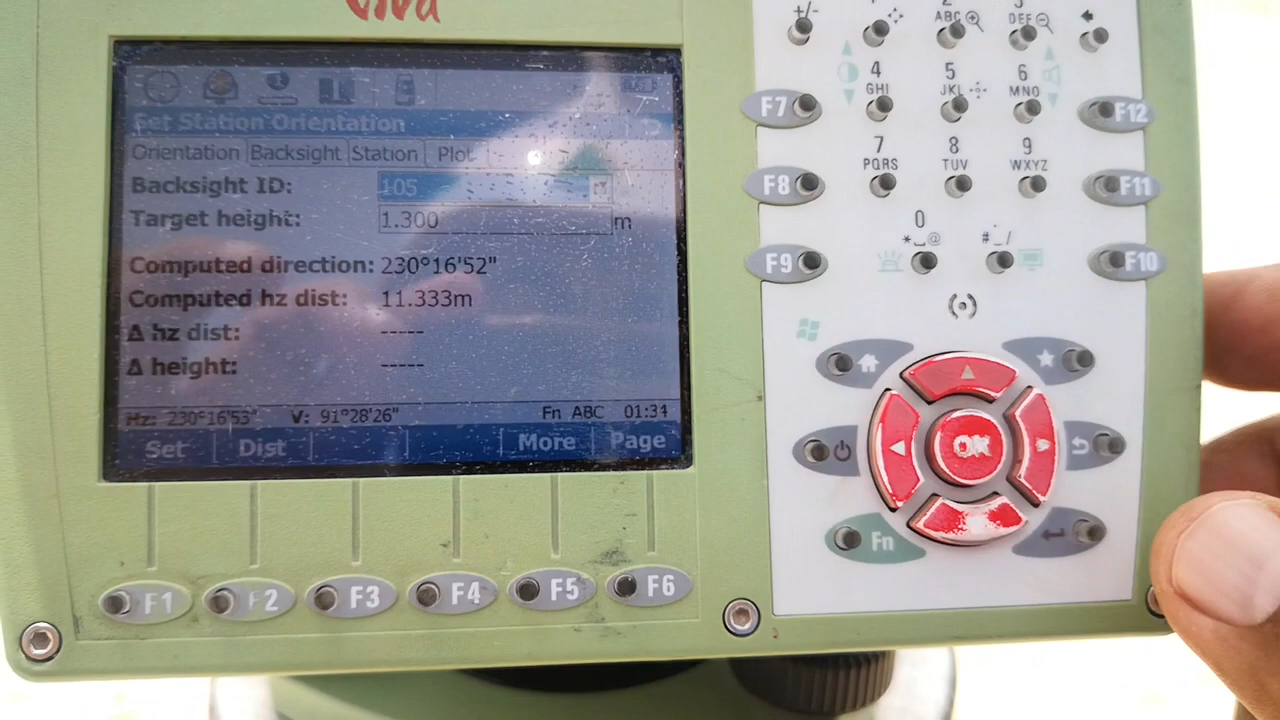 Viva
Set Station Orientation
Orientation Backsight Station Plot
Backsight ID: 105
Target height: 1.300 m
Computed direction: 230°16'52"
Computed hz dist: 11.333m
Δ hz dist: -----
Δ height: -----
Hz: 230°16'53" V: 91°28'26" Fn ABC 01:34
Set Dist More Page
F1 F2 F3 F4 F5 F6
+/-
ABC DEF
4 5 6
GHI JKL MNO
F7 F12
7 8 9
PQRS TUV WXYZ
F8 F11
0
*_@ #_/
F9 F10
OK
Fn